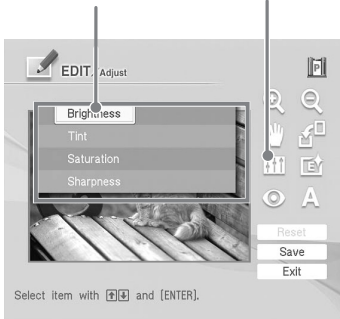 EDIT / Adjust
P
Brightness
Tint
Saturation
Sharpness
E
A
Reset
Save
Exit
Select item with ↑↓ and [ENTER].